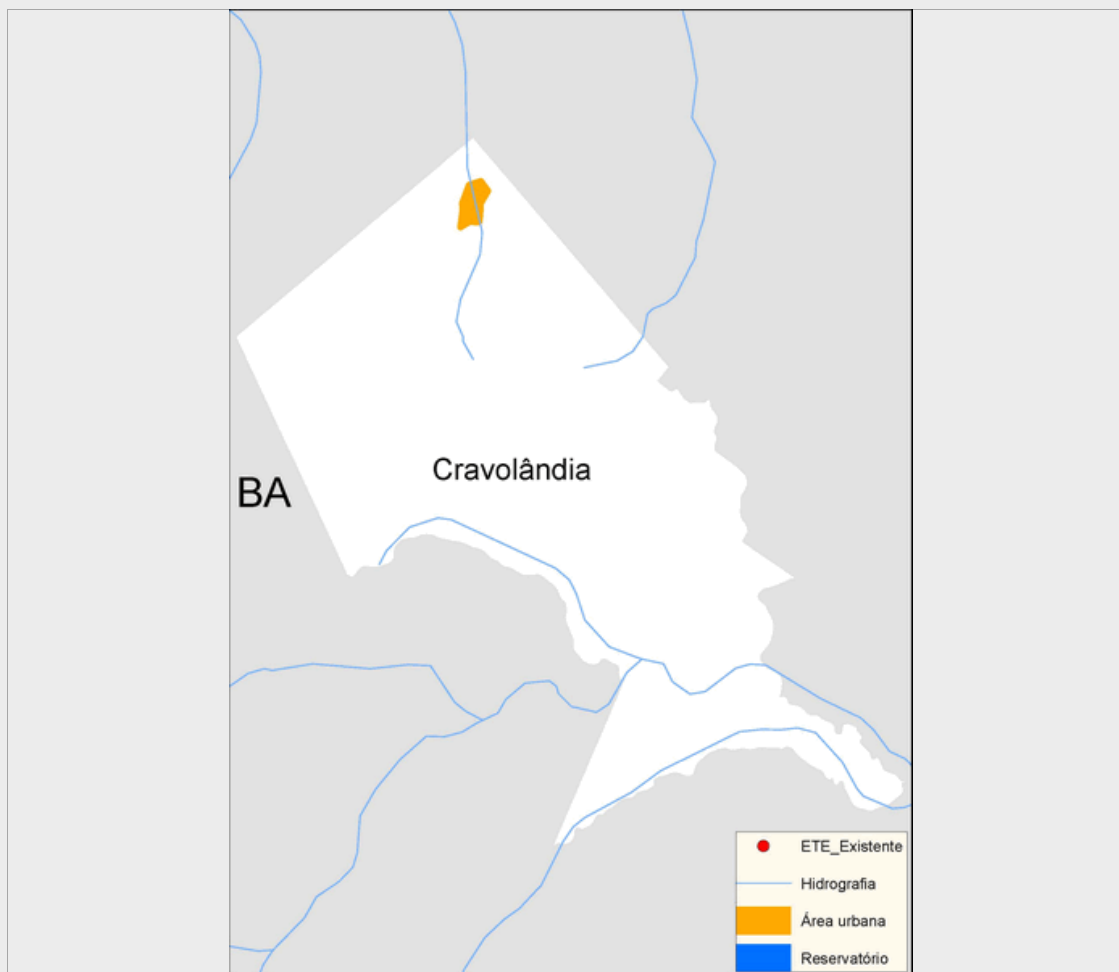 Cravolândia
BA
ETE_Existente
Hidrografia
Área urbana
Reservatório